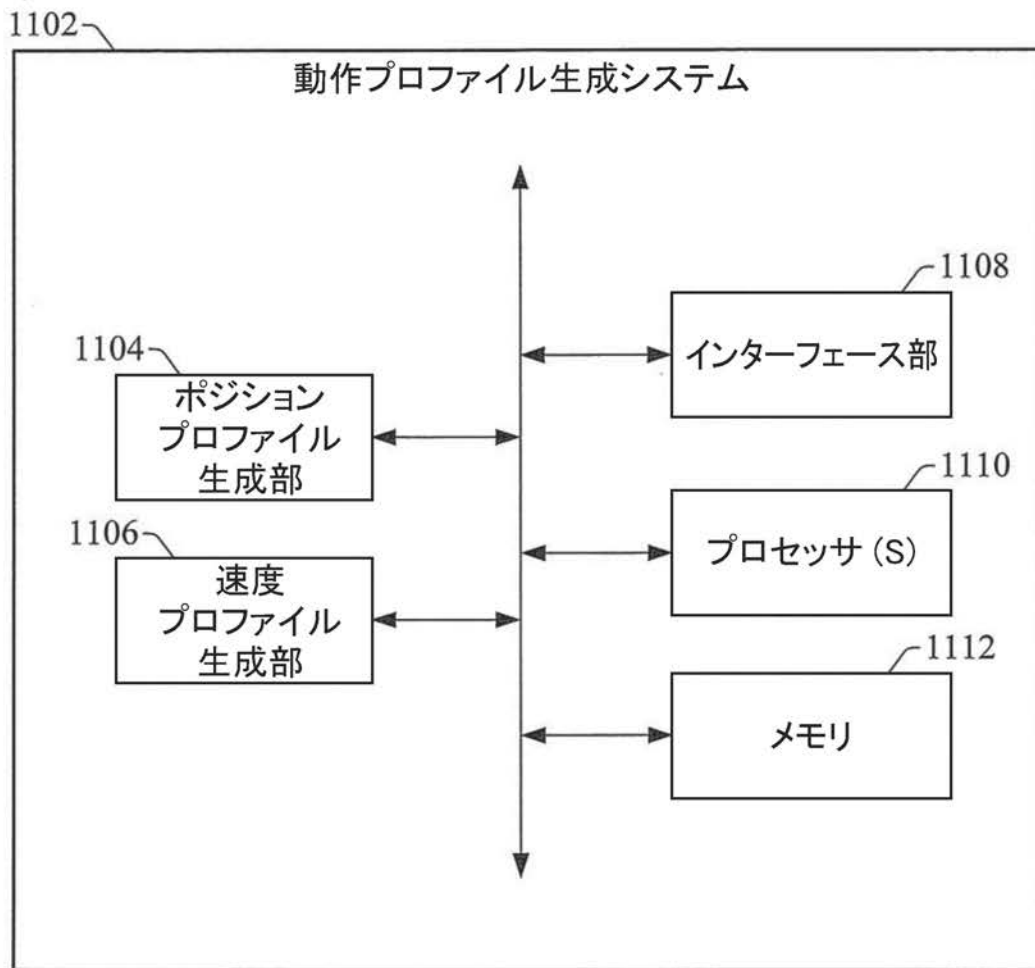 1102
動作プロファイル生成システム
1108
インターフェース部
1104
ポジション
プロファイル
生成部
1110
プロセッサ (S)
1106
速度
プロファイル
生成部
1112
メモリ